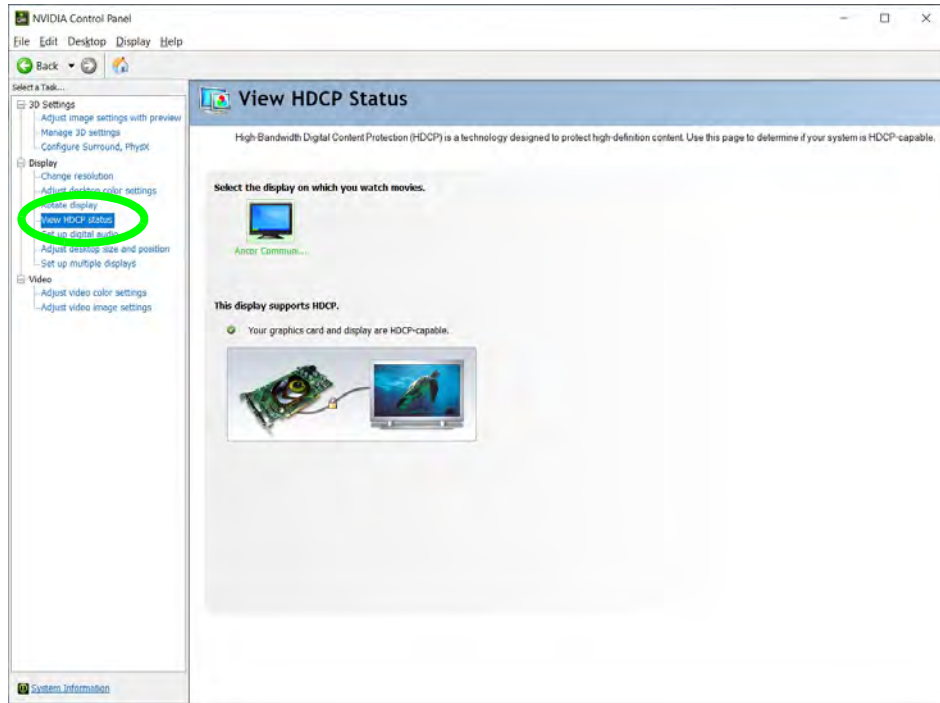 NVIDIA Control Panel
File Edit Desktop Display Help
Back
Select a Task...
3D Settings
Adjust image settings with preview
Manage 3D settings
Configure Surround, PhysX
Display
Change resolution
Adjust desktop color settings
Rotate display
View HDCP status
Set up digital audio
Adjust desktop size and position
Set up multiple displays
Video
Adjust video color settings
Adjust video image settings
System Information
View HDCP Status
High-Bandwidth Digital Content Protection (HDCP) is a technology designed to protect high-definition content. Use this page to determine if your system is HDCP-capable.
Select the display on which you watch movies.
Ancor Communi...
This display supports HDCP.
Your graphics card and display are HDCP-capable.